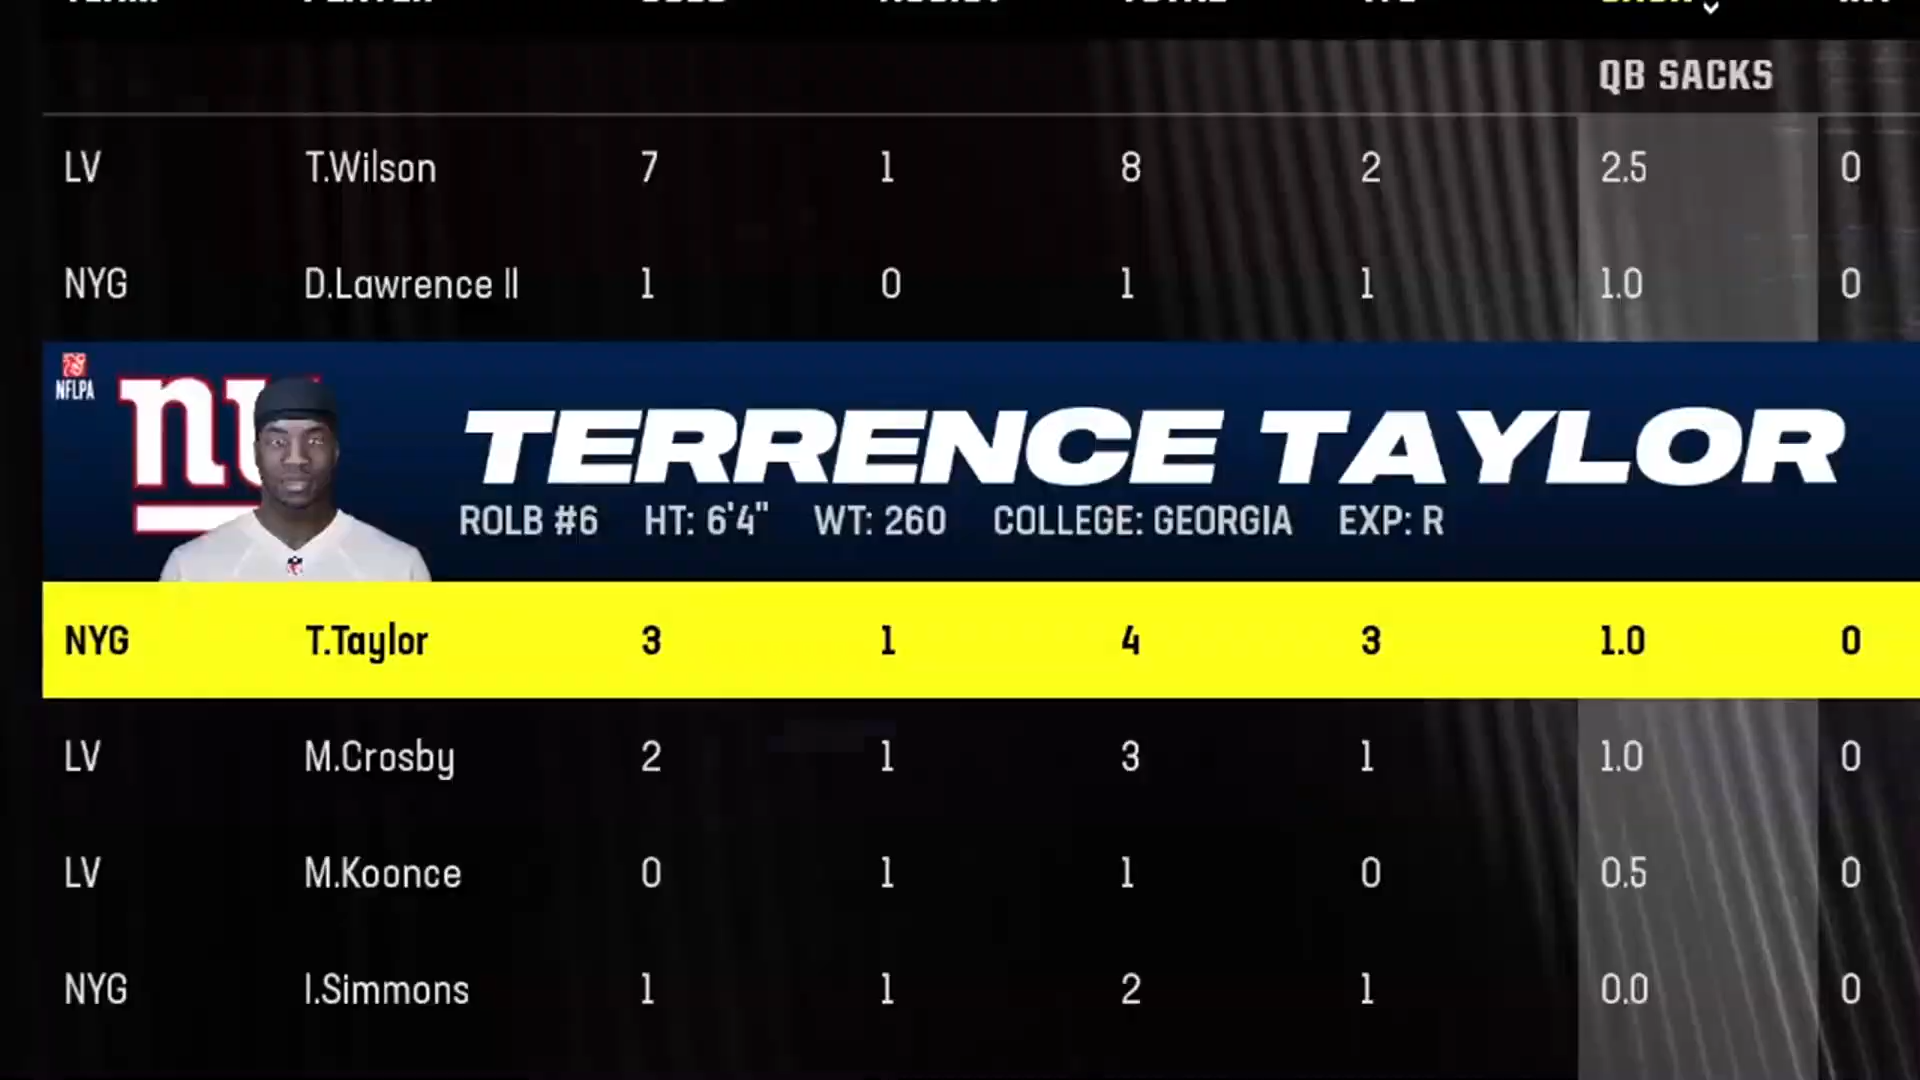 QB SACKS
LV T.Wilson 7 1 8 2 2.5 0
NYG D.Lawrence II 1 0 1 1 1.0 0
NFLPA
ny
TERRENCE TAYLOR
ROLB #6 HT: 6'4" WT: 260 COLLEGE: GEORGIA EXP: R
NYG T.Taylor 3 1 4 3 1.0 0
LV M.Crosby 2 1 3 1 1.0 0
LV M.Koonce 0 1 1 0 0.5 0
NYG I.Simmons 1 1 2 1 0.0 0